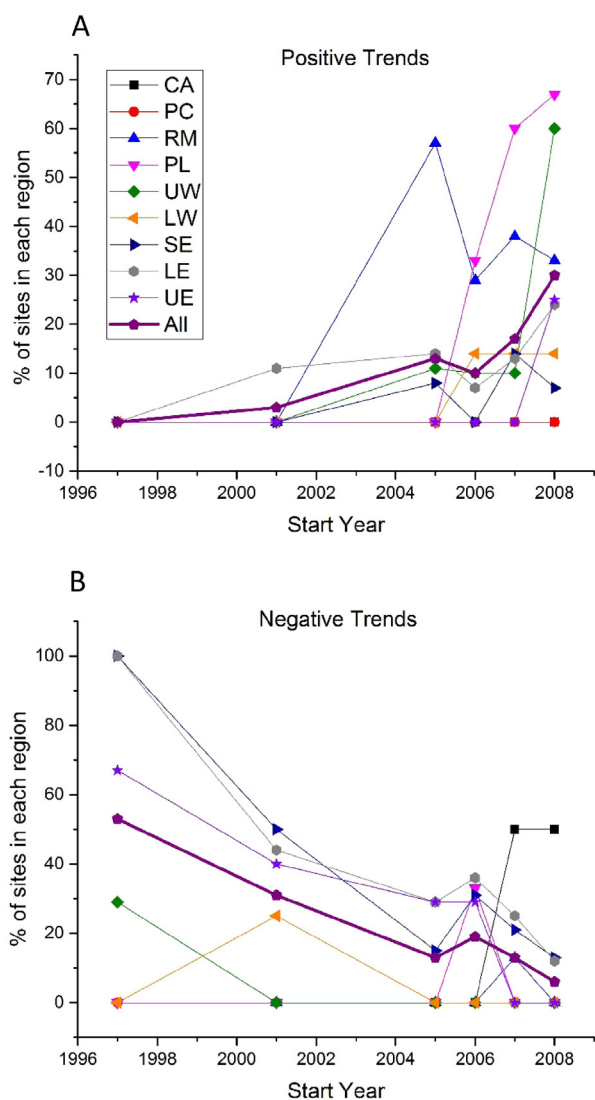 A
Positive Trends
% of sites in each region
70
60
50
40
30
20
10
0
-10
CA
PC
RM
PL
UW
LW
SE
LE
UE
All
1996 1998 2000 2002 2004 2006 2008
Start Year
B
Negative Trends
% of sites in each region
100
80
60
40
20
0
1996 1998 2000 2002 2004 2006 2008
Start Year